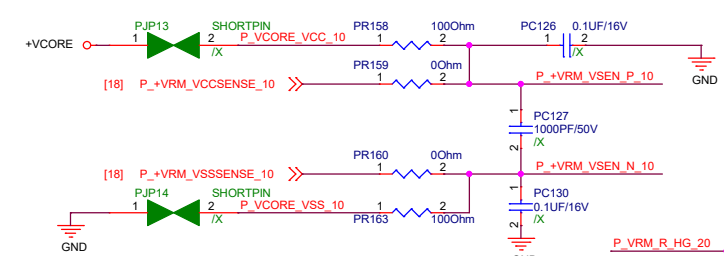 PJP13 SHORTPIN PR158 100Ohm PC126 0.1UF/16V
+VCORE 1 2 P_VCORE_VCC_10 1 2 1 2
/X /X
GND
PR159 0Ohm
[18] P_+VRM_VCCSENSE_10 1 2 P_+VRM_VSEN_P_10
1
PC127
1000PF/50V
/X
2
PR160 0Ohm
[18] P_+VRM_VSSSENSE_10 1 2 P_+VRM_VSEN_N_10
PJP14 SHORTPIN
1 2 P_VCORE_VSS_10 1 2
/X PR163 100Ohm
GND
1
PC130
0.1UF/16V
/X
2
P_VRM_R_HG_20